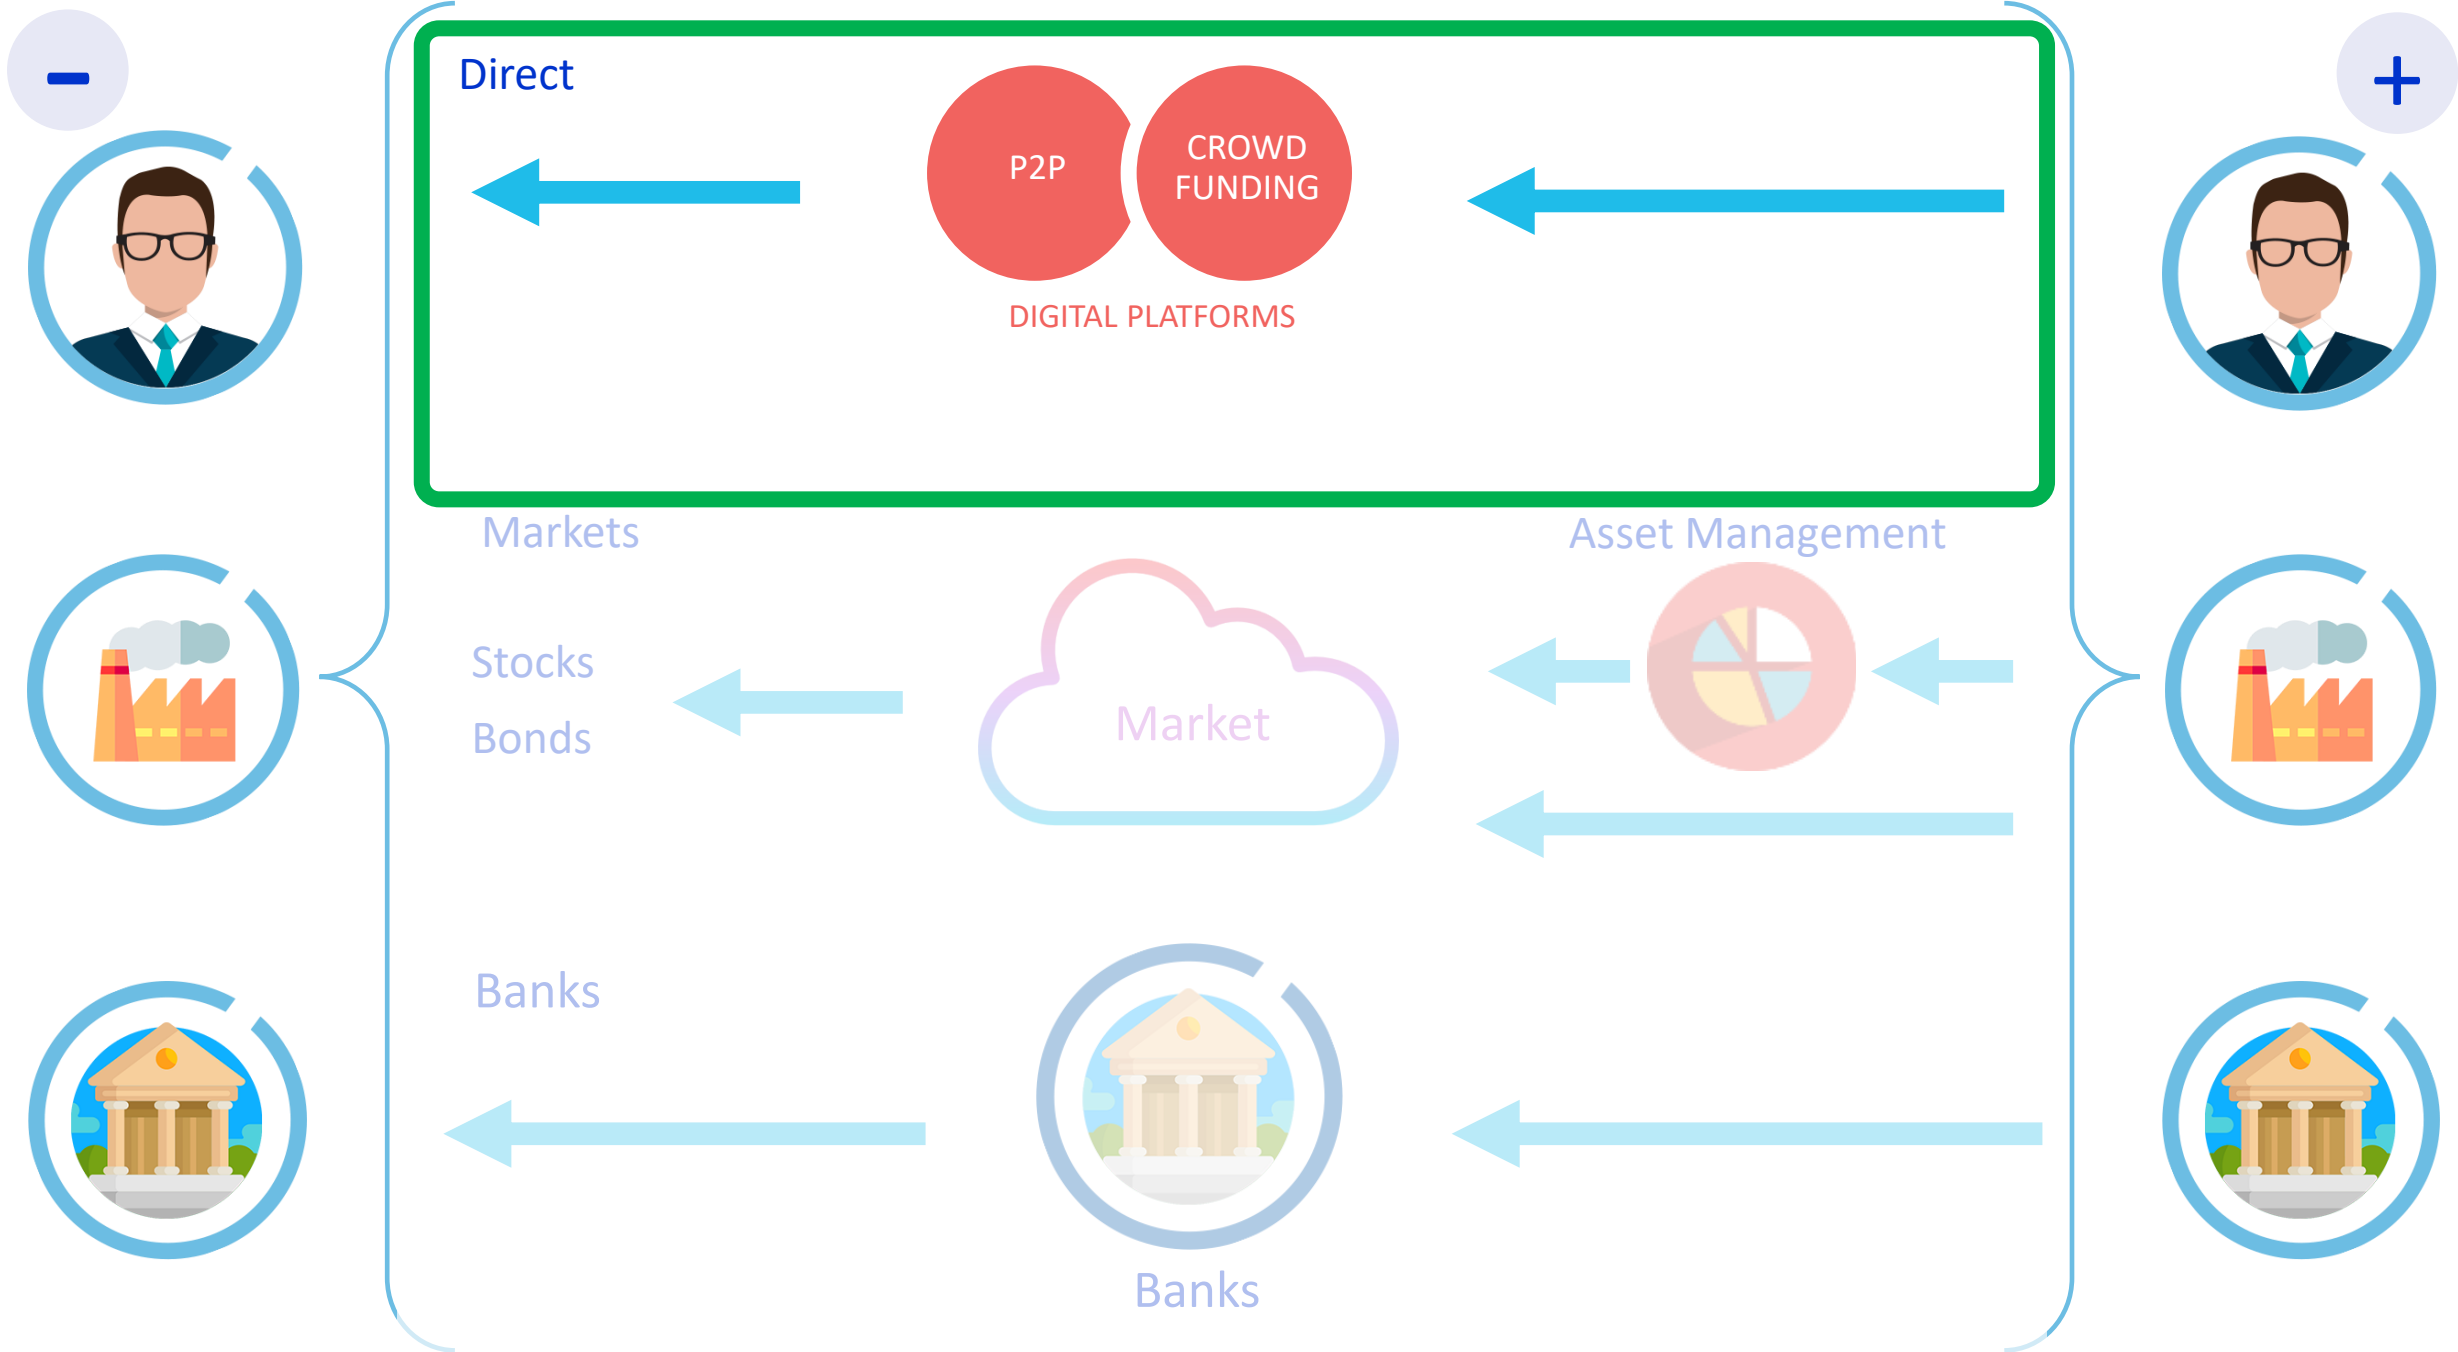 –
+
Direct
P2P
CROWD
FUNDING
DIGITAL PLATFORMS
Markets
Asset Management
Stocks
Bonds
Market
Banks
Banks